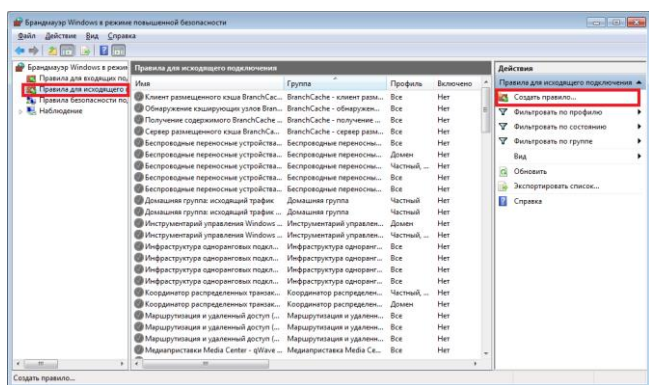 Брандмауэр Windows в режиме повышенной безопасности
Файл Действие Вид Справка
Брандмауэр Windows в режим
Правила для входящих по
Правила для исходящего
Правила безопасности по
Наблюдение
Правила для исходящего подключения
Имя Группа Профиль Включено
Клиент размещенного кэша BranchCac... BranchCache - клиент разм... Все Нет
Обнаружение кэширующих узлов Bran... BranchCache - обнаружен... Все Нет
Получение содержимого BranchCache ... BranchCache - получение ... Все Нет
Сервер размещенного кэша BranchCa... BranchCache - сервер разм... Все Нет
Беспроводные переносные устройства... Беспроводные переносны... Все Нет
Беспроводные переносные устройства... Беспроводные переносны... Домен Нет
Беспроводные переносные устройства... Беспроводные переносны... Частный, ... Нет
Беспроводные переносные устройства... Беспроводные переносны... Все Нет
Беспроводные переносные устройства... Беспроводные переносны... Все Нет
Домашняя группа: исходящий трафик Домашняя группа Частный Нет
Домашняя группа: исходящий трафик ... Домашняя группа Частный Нет
Инструментарий управления Windows ... Инструментарий управлен... Домен Нет
Инструментарий управления Windows ... Инструментарий управлен... Частный, ... Нет
Инфраструктура одноранговых подкл... Инфраструктура одноранг... Все Нет
Инфраструктура одноранговых подкл... Инфраструктура одноранг... Все Нет
Инфраструктура одноранговых подкл... Инфраструктура одноранг... Все Нет
Координатор распределенных транзак... Координатор распределен... Частный, ... Нет
Координатор распределенных транзак... Координатор распределен... Домен Нет
Маршрутизация и удаленный доступ (... Маршрутизация и удаленн... Все Нет
Маршрутизация и удаленный доступ (... Маршрутизация и удаленн... Все Нет
Маршрутизация и удаленный доступ (... Маршрутизация и удаленн... Все Нет
Медиаприставки Media Center - qWave ... Медиаприставки Media Ce... Все Нет
Действия
Правила для исходящего подключения
Создать правило...
Фильтровать по профилю
Фильтровать по состоянию
Фильтровать по группе
Вид
Обновить
Экспортировать список...
Справка
Создать правило...